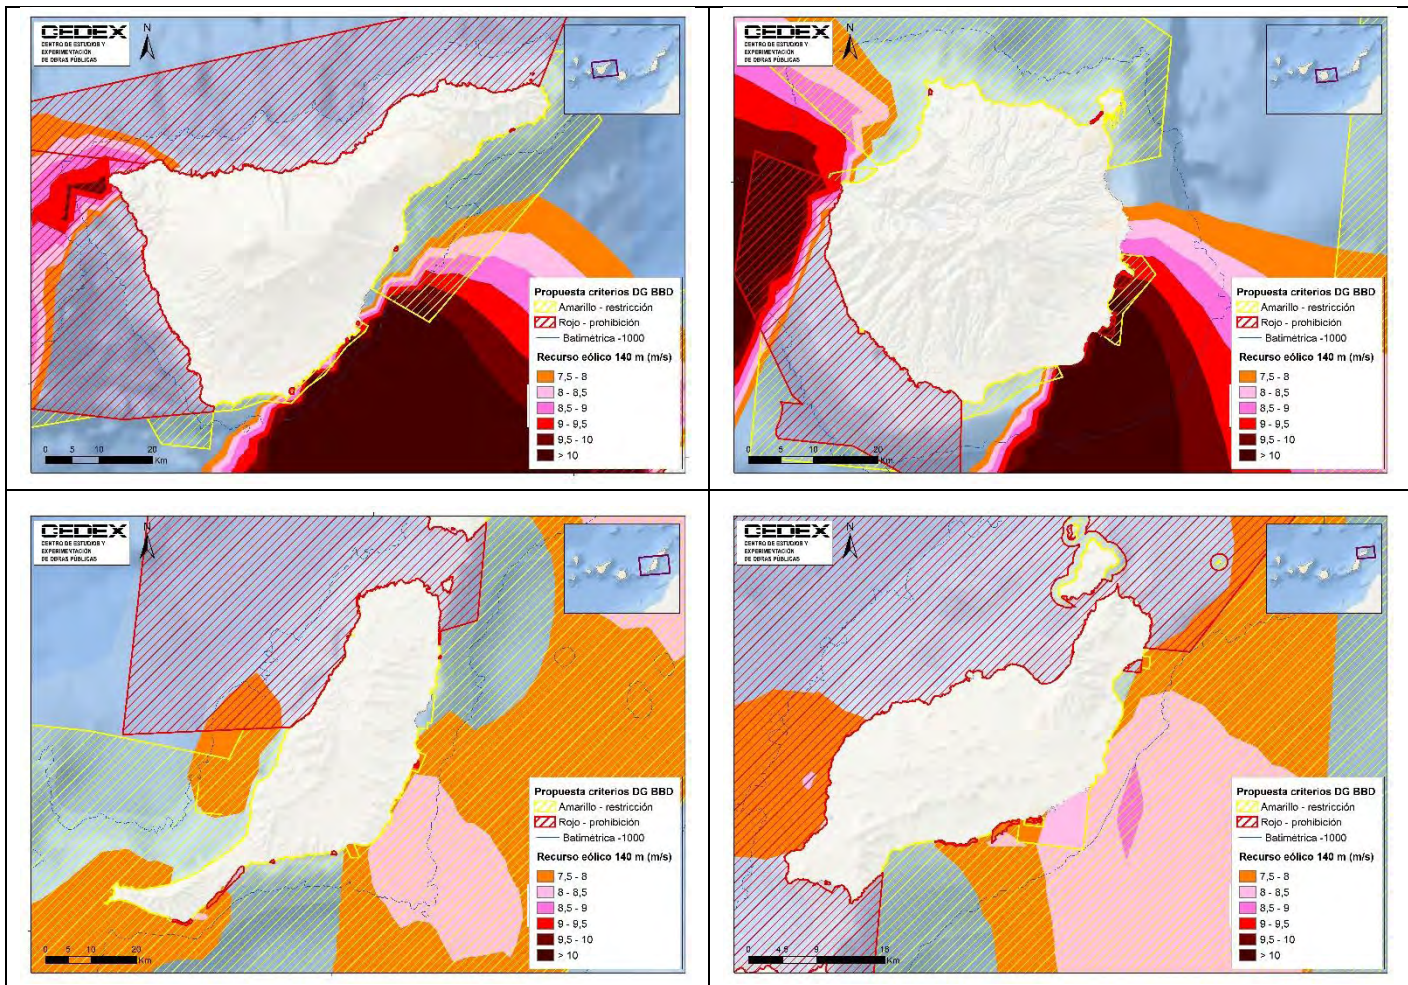 CEDEX
CENTRO DE ESTUDIOS Y
EXPERIMENTACIÓN
DE OBRAS PÚBLICAS
N
Propuesta criterios DG BBD
Amarillo - restricción
Rojo - prohibición
Batimétrica -1000
Recurso eólico 140 m (m/s)
7,5 - 8
8 - 8,5
8,5 - 9
9 - 9,5
9,5 - 10
> 10
0 5 10 20
Km
CEDEX
CENTRO DE ESTUDIOS Y
EXPERIMENTACIÓN
DE OBRAS PÚBLICAS
N
Propuesta criterios DG BBD
Amarillo - restricción
Rojo - prohibición
Batimétrica -1000
Recurso eólico 140 m (m/s)
7,5 - 8
8 - 8,5
8,5 - 9
9 - 9,5
9,5 - 10
> 10
0 5 10 20
Km
CEDEX
CENTRO DE ESTUDIOS Y
EXPERIMENTACIÓN
DE OBRAS PÚBLICAS
N
Propuesta criterios DG BBD
Amarillo - restricción
Rojo - prohibición
Batimétrica -1000
Recurso eólico 140 m (m/s)
7,5 - 8
8 - 8,5
8,5 - 9
9 - 9,5
9,5 - 10
> 10
0 5 10 20
Km
CEDEX
CENTRO DE ESTUDIOS Y
EXPERIMENTACIÓN
DE OBRAS PÚBLICAS
N
Propuesta criterios DG BBD
Amarillo - restricción
Rojo - prohibición
Batimétrica -1000
Recurso eólico 140 m (m/s)
7,5 - 8
8 - 8,5
8,5 - 9
9 - 9,5
9,5 - 10
> 10
0 4,5 9 18
Km